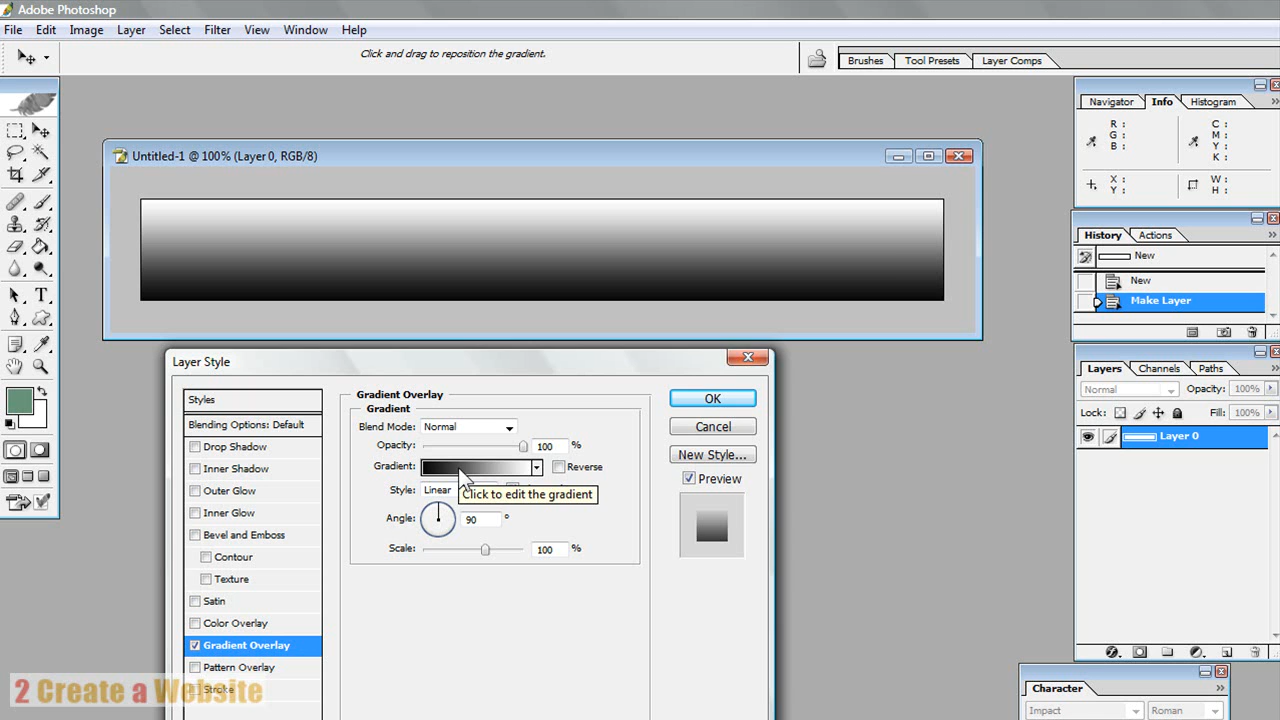 Adobe Photoshop
File Edit Image Layer Select Filter View Window Help
Click and drag to reposition the gradient.
Brushes Tool Presets Layer Comps
Navigator Info Histogram
R : C :
G : M :
B : Y :
K :
X : W :
Y : H :
Untitled-1 @ 100% (Layer 0, RGB/8)
History Actions
New
New
Make Layer
Layers Channels Paths
Normal Opacity: 100%
Lock: Fill: 100%
Layer 0
Layer Style
Styles
Blending Options: Default
Drop Shadow
Inner Shadow
Outer Glow
Inner Glow
Bevel and Emboss
Contour
Texture
Satin
Color Overlay
Gradient Overlay
Pattern Overlay
Stroke
Gradient Overlay
Gradient
Blend Mode: Normal
Opacity: 100 %
Gradient: Reverse
Style: Linear
Click to edit the gradient
Angle: 90 °
Scale: 100 %
OK
Cancel
New Style...
Preview
Character
Impact Roman
2 Create a Website